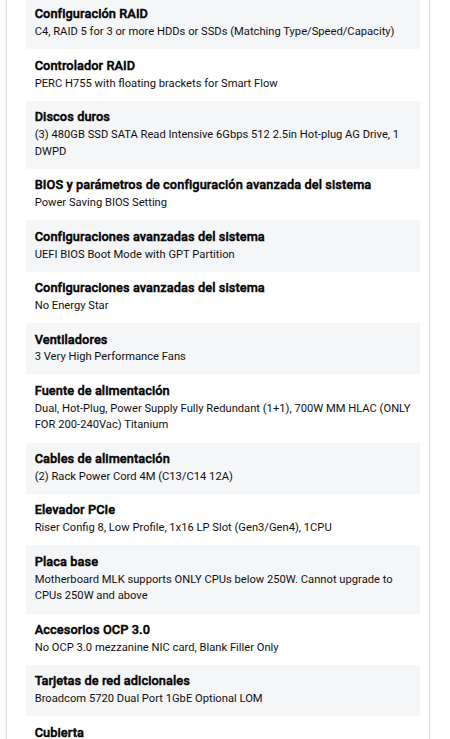 Configuración RAID
C4, RAID 5 for 3 or more HDDs or SSDs (Matching Type/Speed/Capacity)
Controlador RAID
PERC H755 with floating brackets for Smart Flow
Discos duros
(3) 480GB SSD SATA Read Intensive 6Gbps 512 2.5in Hot-plug AG Drive, 1
DWPD
BIOS y parámetros de configuración avanzada del sistema
Power Saving BIOS Setting
Configuraciones avanzadas del sistema
UEFI BIOS Boot Mode with GPT Partition
Configuraciones avanzadas del sistema
No Energy Star
Ventiladores
3 Very High Performance Fans
Fuente de alimentación
Dual, Hot-Plug, Power Supply Fully Redundant (1+1), 700W MM HLAC (ONLY
FOR 200-240Vac) Titanium
Cables de alimentación
(2) Rack Power Cord 4M (C13/C14 12A)
Elevador PCIe
Riser Config 8, Low Profile, 1x16 LP Slot (Gen3/Gen4), 1CPU
Placa base
Motherboard MLK supports ONLY CPUs below 250W. Cannot upgrade to
CPUs 250W and above
Accesorios OCP 3.0
No OCP 3.0 mezzanine NIC card, Blank Filler Only
Tarjetas de red adicionales
Broadcom 5720 Dual Port 1GbE Optional LOM
Cubierta